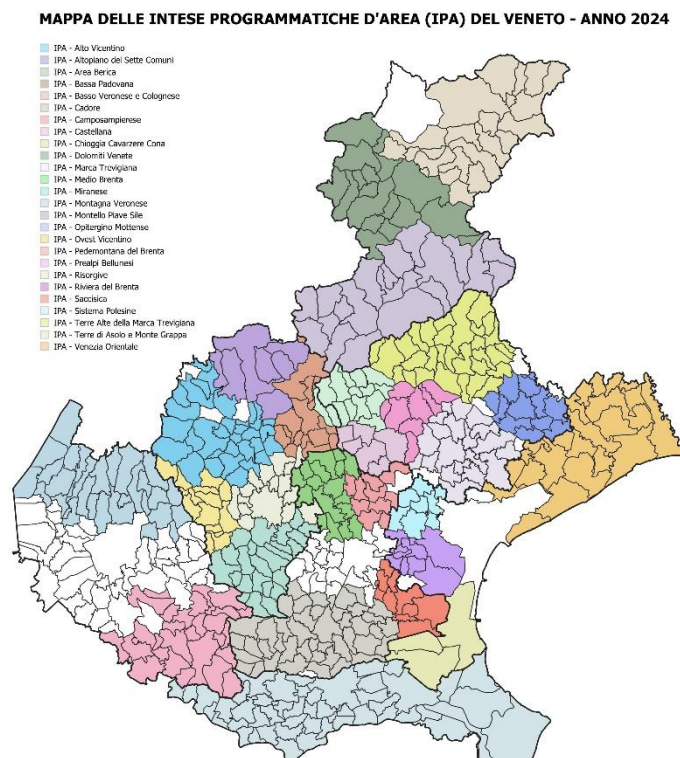 MAPPA DELLE INTESE PROGRAMMATICHE D'AREA (IPA) DEL VENETO - ANNO 2024
IPA - Alto Vicentino
IPA - Altopiano dei Sette Comuni
IPA - Area Berica
IPA - Bassa Padovana
IPA - Basso Veronese e Colognese
IPA - Cadore
IPA - Camposampierese
IPA - Castellana
IPA - Chioggia Cavarzere Cona
IPA - Dolomiti Venete
IPA - Marca Trevigiana
IPA - Medio Brenta
IPA - Miranese
IPA - Montagna Veronese
IPA - Montello Piave Sile
IPA - Opitergino Mottense
IPA - Ovest Vicentino
IPA - Pedemontana del Brenta
IPA - Prealpi Bellunesi
IPA - Risorgive
IPA - Riviera del Brenta
IPA - Saccisica
IPA - Sistema Polesine
IPA - Terre Alte della Marca Trevigiana
IPA - Terre di Asolo e Monte Grappa
IPA - Venezia Orientale